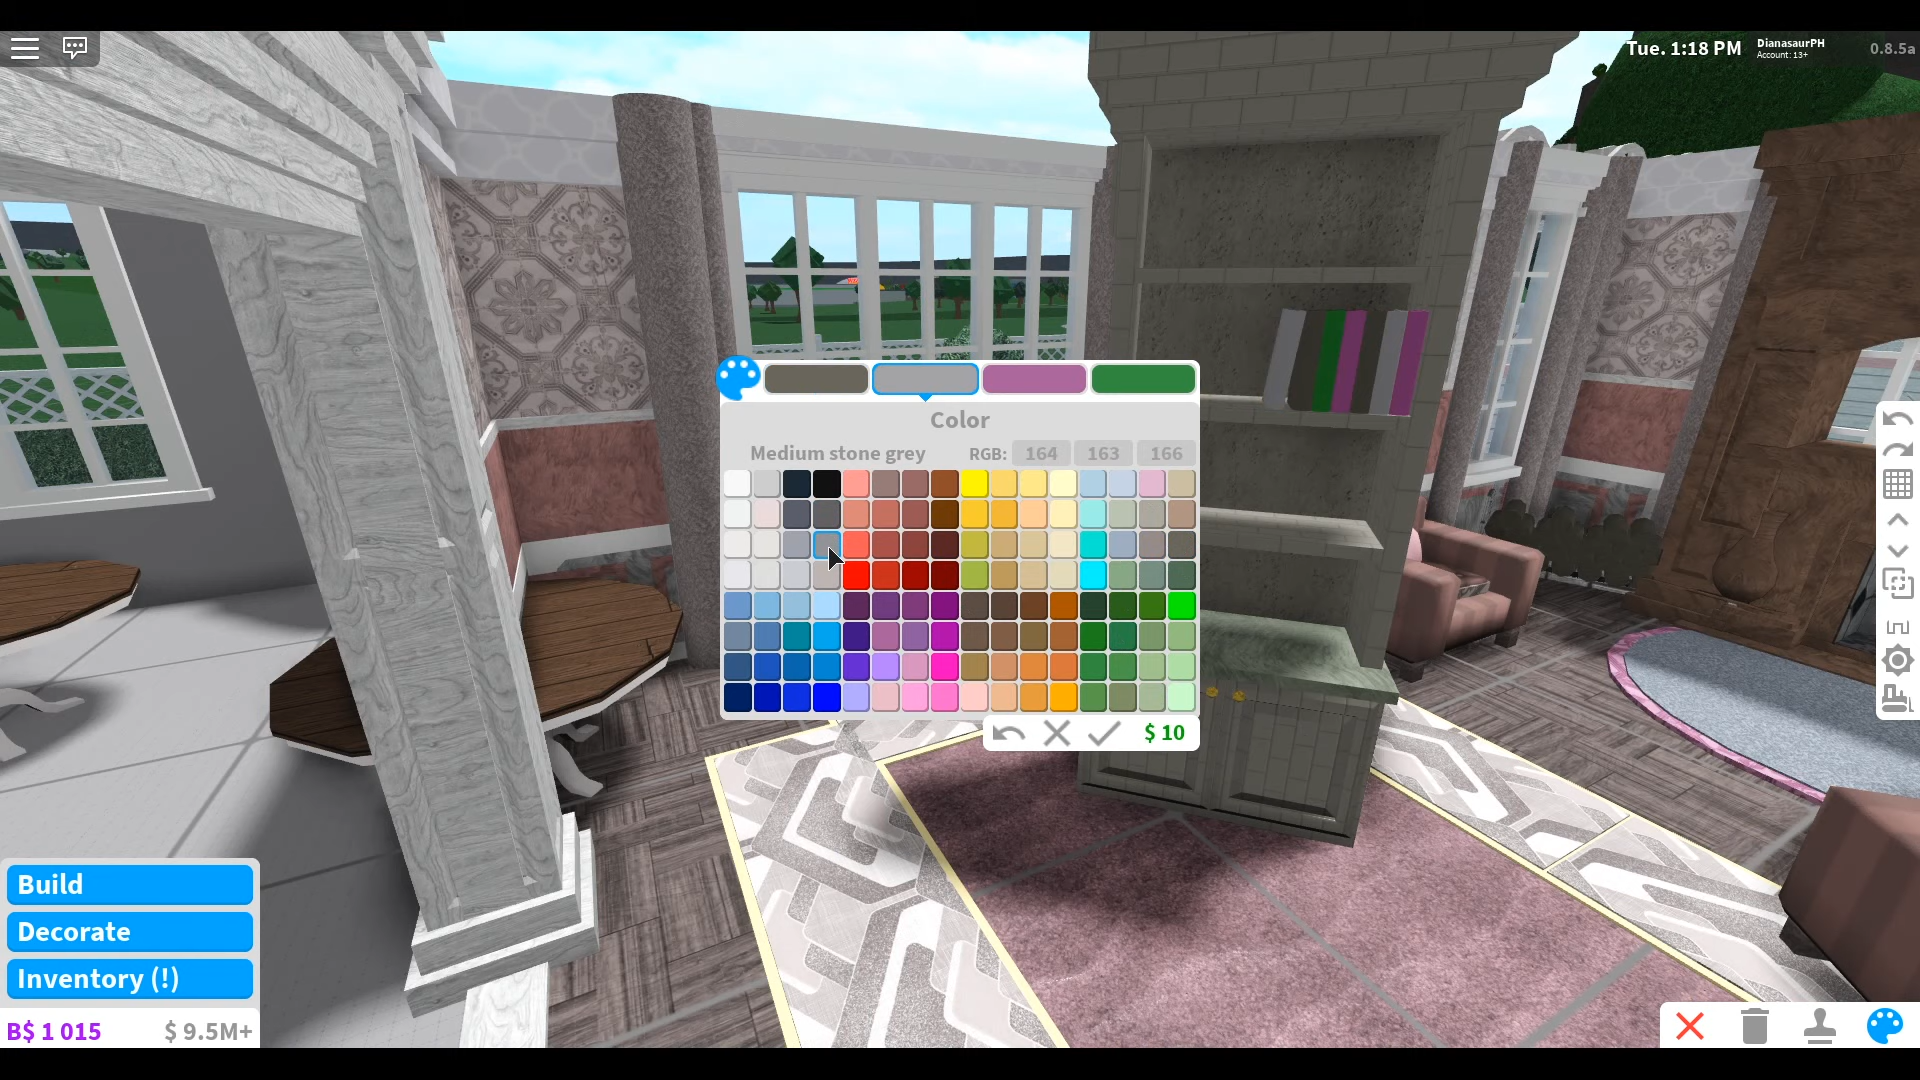 Tue. 1:18 PM
DianasaurPH
Account: 13+
0.8.5a
Color
Medium stone grey
RGB: 164 163 166
$ 10
Build
Decorate
Inventory (!)
B$ 1 015 $ 9.5M+